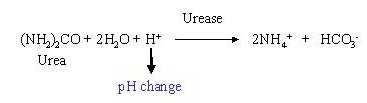 Urease
(NH₂)₂CO + 2H₂O + H⁺ → 2NH₄⁺ + HCO₃⁻
Urea
pH change